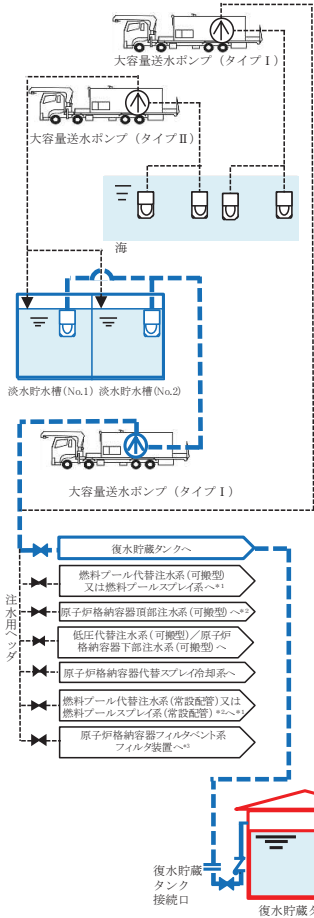 大容量送水ポンプ（タイプⅠ）
大容量送水ポンプ（タイプⅡ）
海
淡水貯水槽(No.1) 淡水貯水槽(No.2)
大容量送水ポンプ（タイプⅠ）
注水用ヘッダ
復水貯蔵タンクへ
燃料プール代替注水系(可搬型)
又は燃料プールスプレイ系へ*1
原子炉格納容器頂部注水系(可搬型)へ*2
低圧代替注水系(可搬型)／原子炉
格納容器下部注水系(可搬型)へ
原子炉格納容器代替スプレイ冷却系へ
燃料プール代替注水系(常設配管)又は
燃料プールスプレイ系(常設配管)*2へ*1
原子炉格納容器フィルタベント系
フィルタ装置へ*3
復水貯蔵
タンク
接続口
復水貯蔵タ